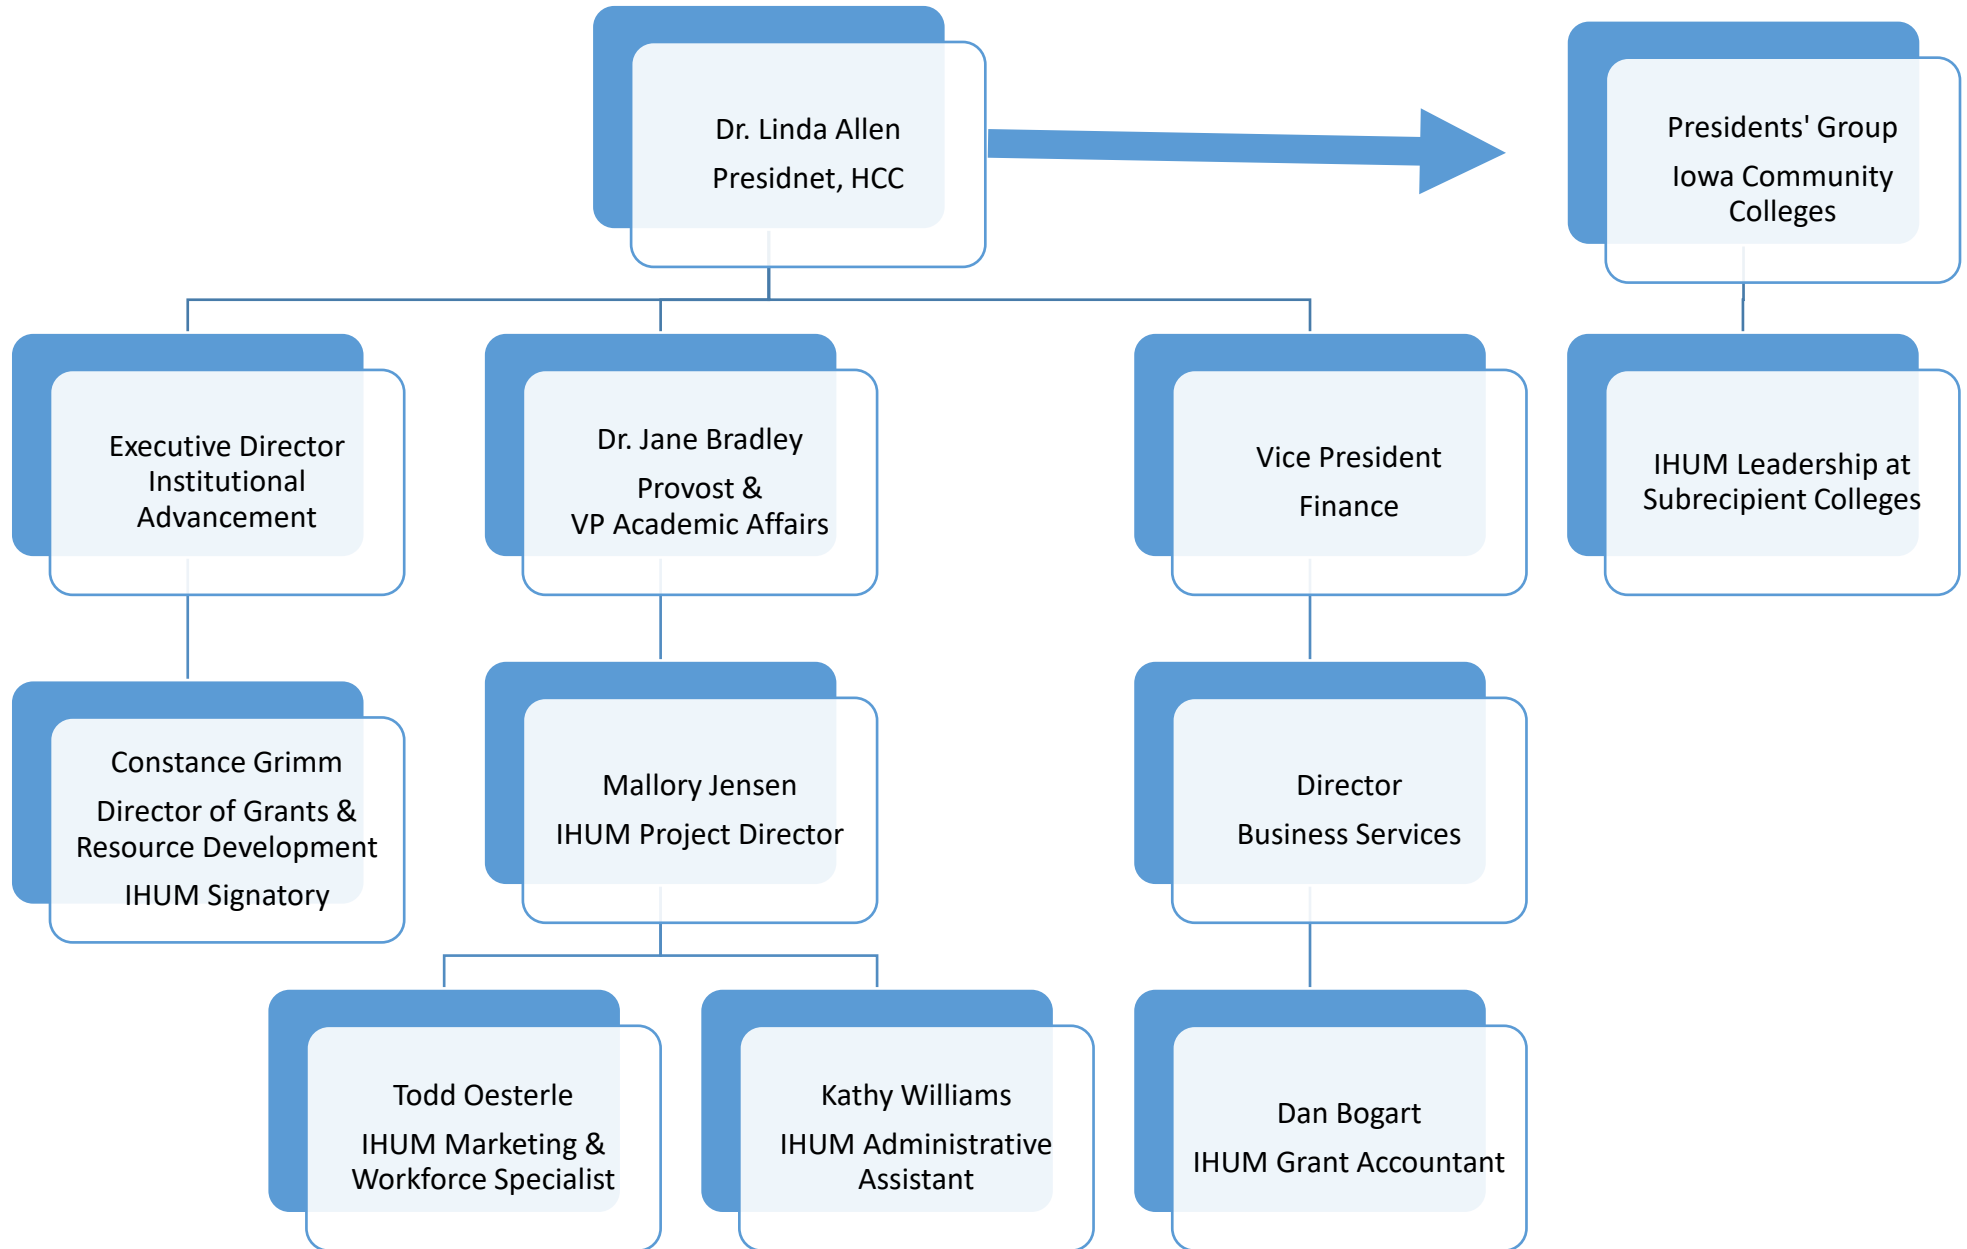 Dr. Linda Allen
Presidnet, HCC
Presidents' Group
Iowa Community
Colleges
Executive Director
Institutional
Advancement
Dr. Jane Bradley
Provost &
VP Academic Affairs
Vice President
Finance
IHUM Leadership at
Subrecipient Colleges
Constance Grimm
Director of Grants &
Resource Development
IHUM Signatory
Mallory Jensen
IHUM Project Director
Director
Business Services
Todd Oesterle
IHUM Marketing &
Workforce Specialist
Kathy Williams
IHUM Administrative
Assistant
Dan Bogart
IHUM Grant Accountant